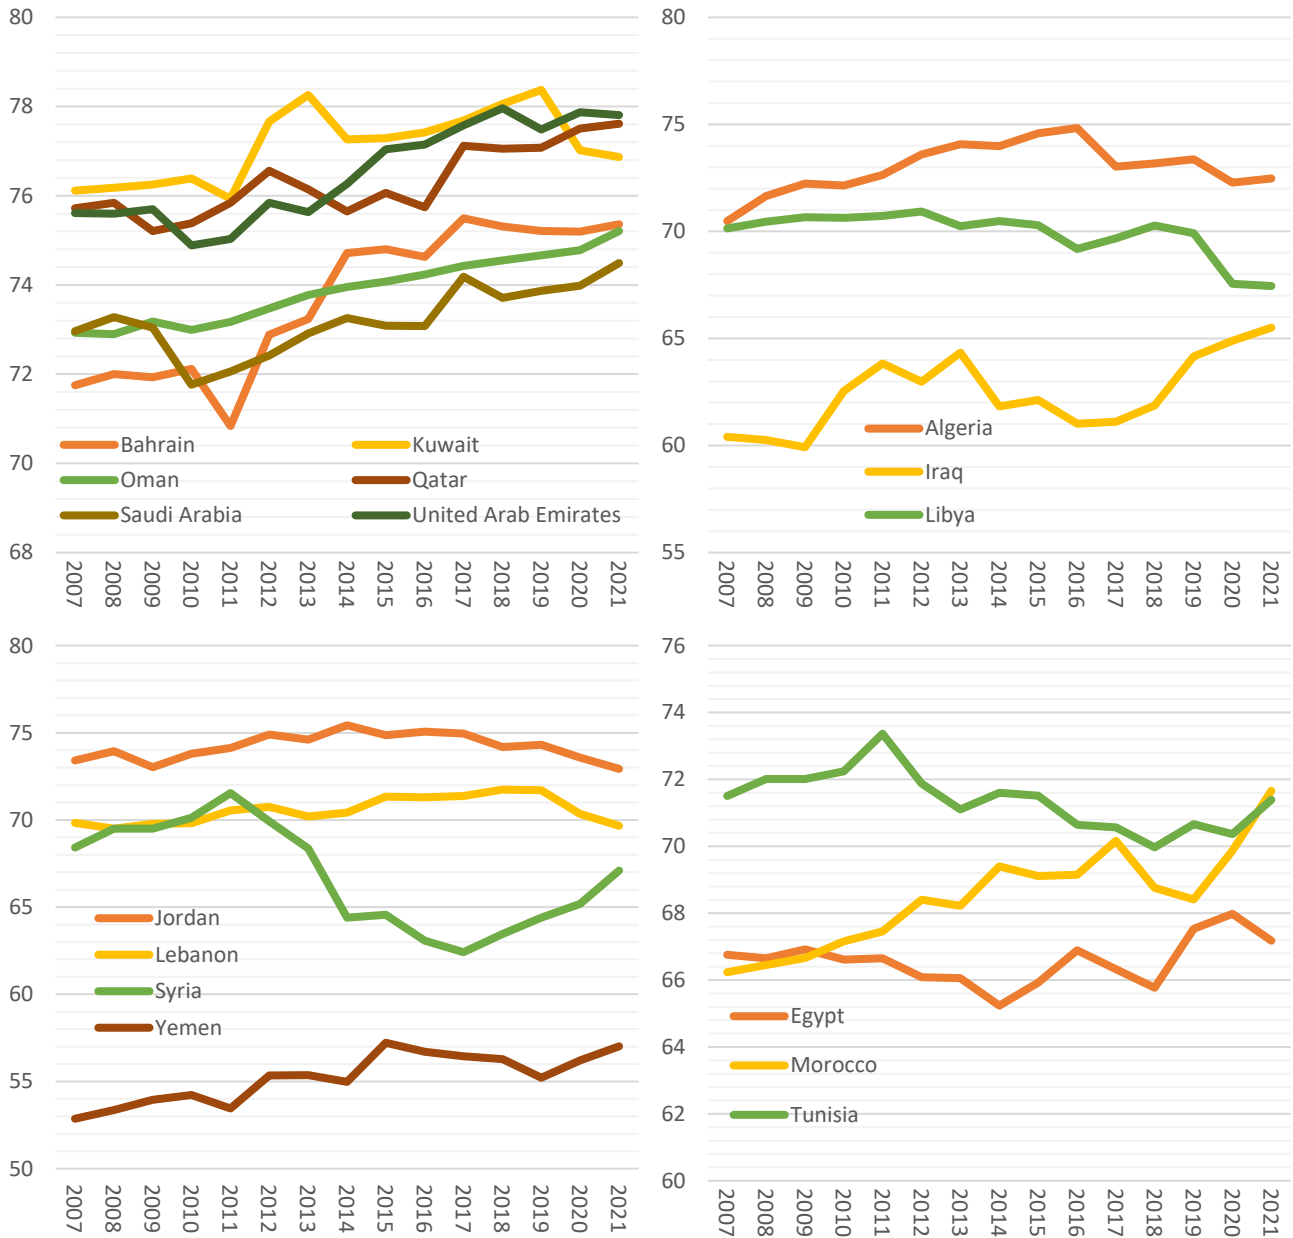 80
78
76
74
72
70
68
Bahrain
Kuwait
Oman
Qatar
Saudi Arabia
United Arab Emirates
2007 2008 2009 2010 2011 2012 2013 2014 2015 2016 2017 2018 2019 2020 2021
80
75
70
65
60
55
Algeria
Iraq
Libya
2007 2008 2009 2010 2011 2012 2013 2014 2015 2016 2017 2018 2019 2020 2021
80
75
70
65
60
55
50
Jordan
Lebanon
Syria
Yemen
2007 2008 2009 2010 2011 2012 2013 2014 2015 2016 2017 2018 2019 2020 2021
76
74
72
70
68
66
64
62
60
Egypt
Morocco
Tunisia
2007 2008 2009 2010 2011 2012 2013 2014 2015 2016 2017 2018 2019 2020 2021